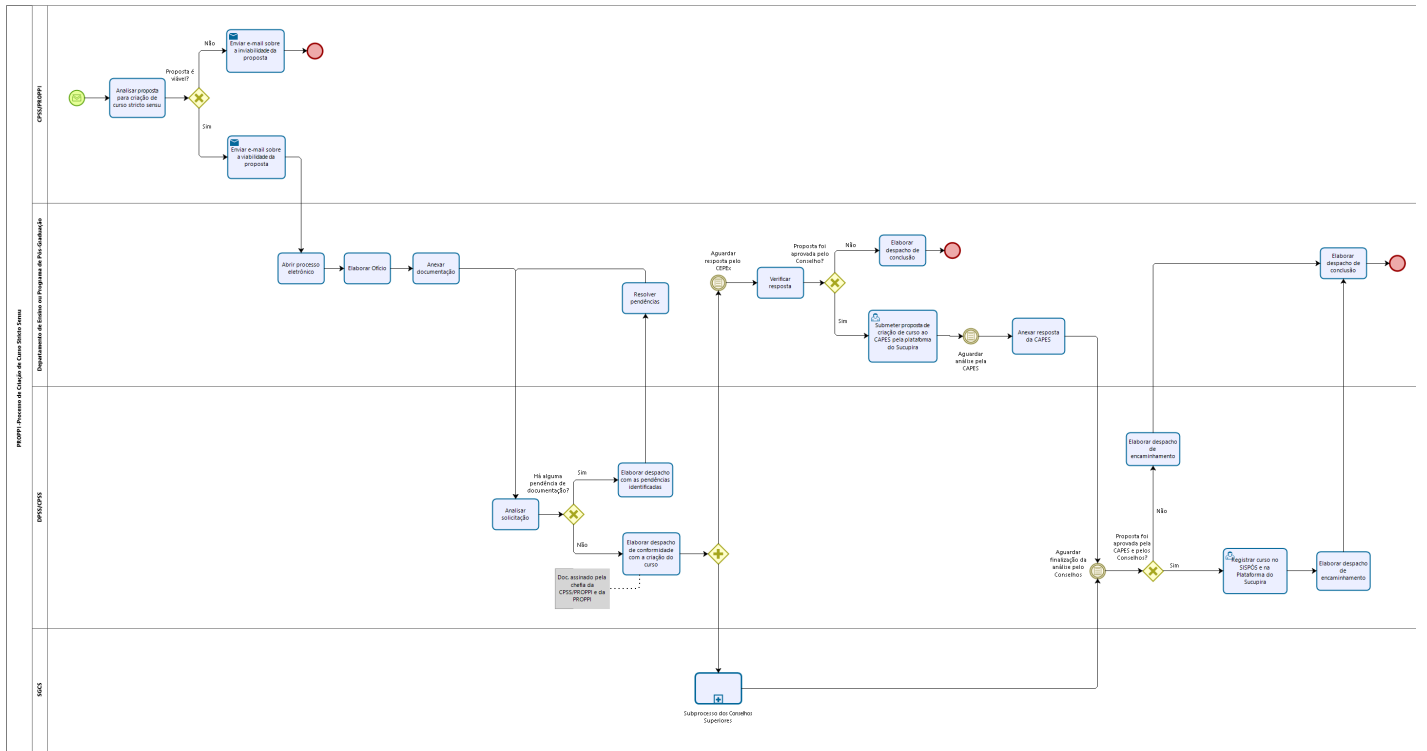 PROPPI - Processo de Criação de Curso Stricto Sensu
CPSS/PROPPI
Analisar proposta
para criação de
curso stricto sensu
Proposta é
viável?
Não
Enviar e-mail sobre
a inviabilidade da
proposta
Sim
Enviar e-mail sobre
a viabilidade da
proposta
Departamento de Ensino ou Programa de Pós-Graduação
Abrir processo
eletrônico
Elaborar Ofício
Anexar
documentação
Resolver
pendências
Aguardar
resposta pelo
CEPEx
Verificar
resposta
Proposta foi
aprovada pelo
Conselho?
Não
Elaborar
despacho de
conclusão
Sim
Submeter proposta de
criação de curso ao
CAPES pela plataforma
do Sucupira
Aguardar
análise pela
CAPES
Anexar resposta
da CAPES
Elaborar
despacho de
conclusão
DPSS/CPSS
Analisar
solicitação
Há alguma
pendência de
documentação?
Sim
Elaborar despacho
com as pendências
identificadas
Não
Elaborar despacho
de conformidade
com a criação do
curso
Doc. assinado pela
chefia da
CPSS/PROPPI e da
PROPPI
Aguardar
finalização da
análise pelo
Conselhos
Proposta foi
aprovada pela
CAPES e pelos
Conselhos?
Não
Elaborar despacho
de
encaminhamento
Sim
Registrar curso no
SISPÓS e na
Plataforma do
Sucupira
Elaborar despacho
de
encaminhamento
SGCS
Subprocesso dos Conselhos
Superiores